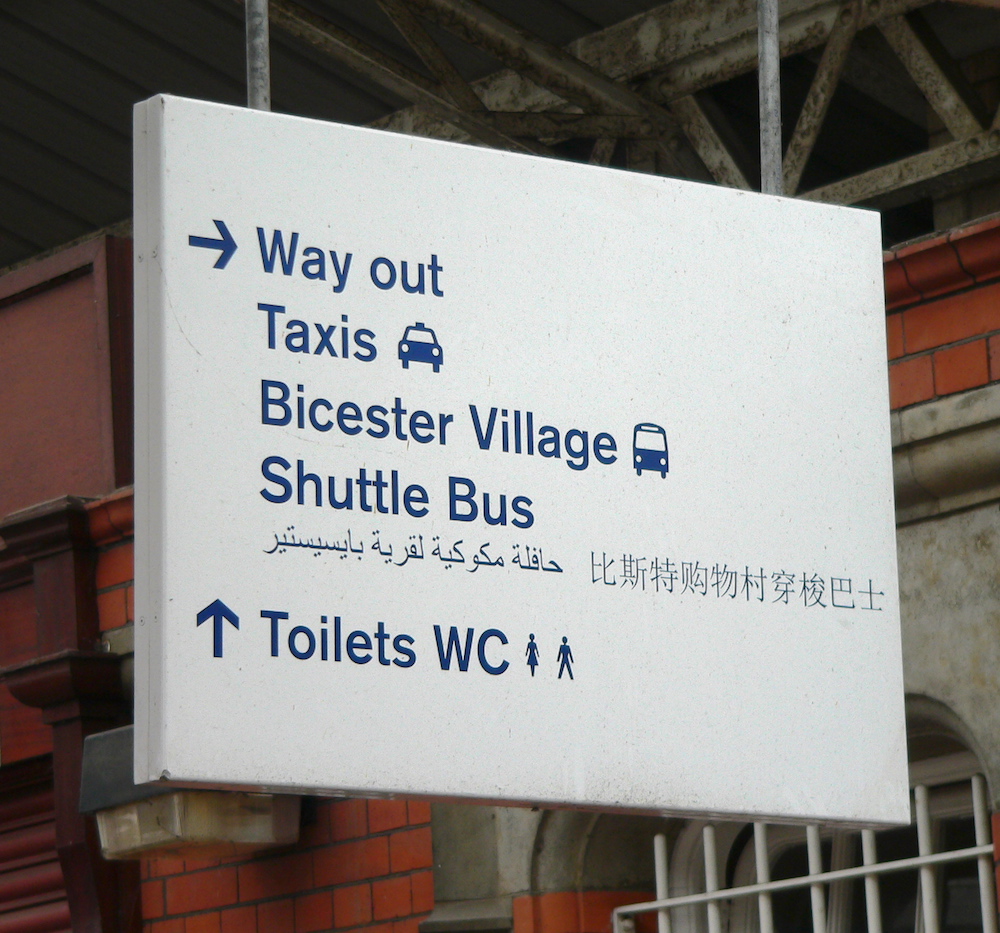 Way out
Taxis
Bicester Village
Shuttle Bus
حافلة مكوكية لقرية بايسيستير 比斯特购物村穿梭巴士
Toilets WC